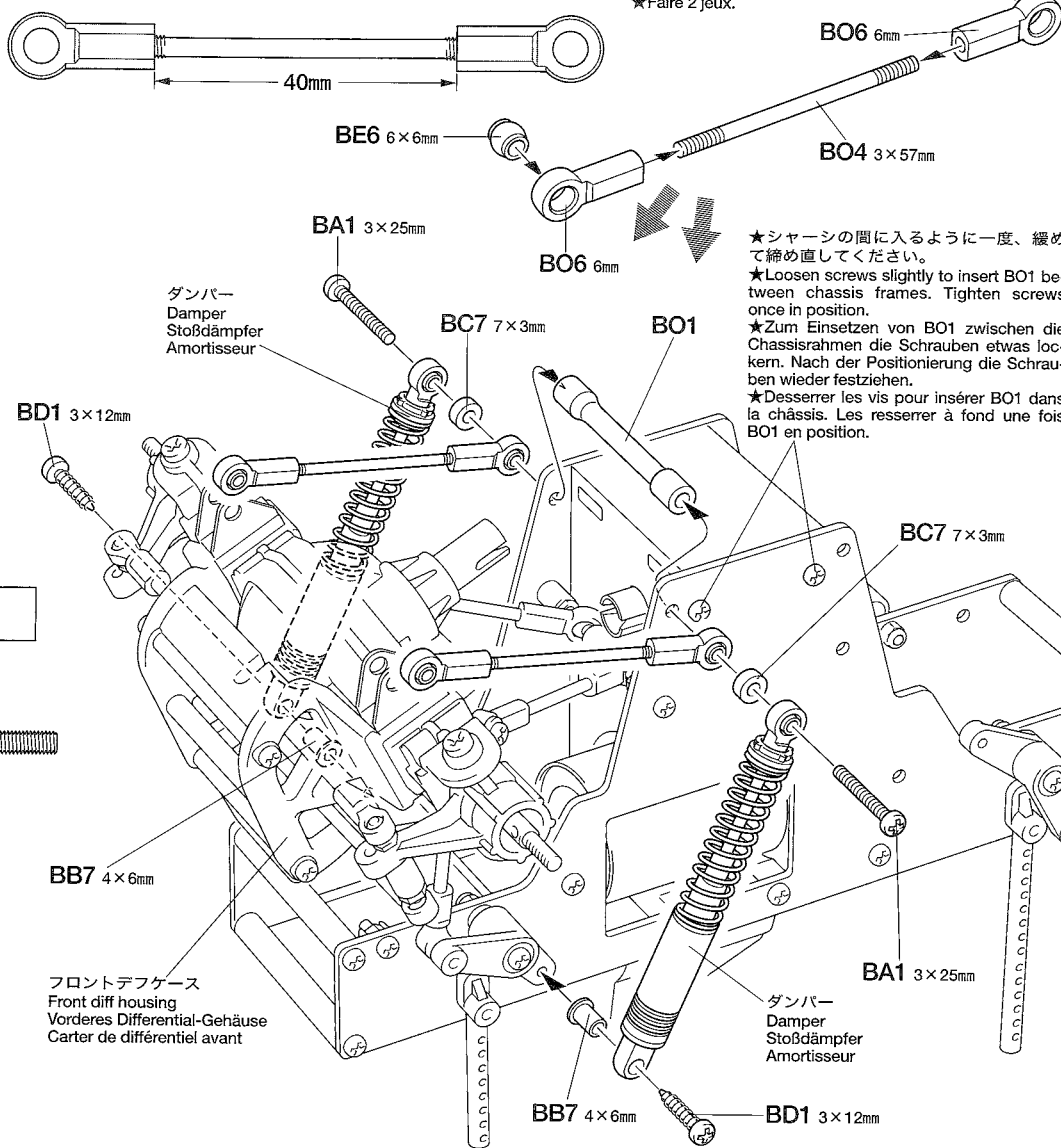 ★Faire 2 jeux.
BO6 6mm
40mm
BE6 6×6mm
BO4 3×57mm
BA1 3×25mm
BO6 6mm
★シャーシの間に入るように一度、緩め
て締め直してください。
★Loosen screws slightly to insert BO1 be-
tween chassis frames. Tighten screws
once in position.
★Zum Einsetzen von BO1 zwischen die
Chassisrahmen die Schrauben etwas loc-
kern. Nach der Positionierung die Schrau-
ben wieder festziehen.
★Desserrer les vis pour insérer BO1 dans
la châssis. Les resserrer à fond une fois
BO1 en position.
ダンパー
Damper
Stoßdämpfer
Amortisseur
BC7 7×3mm
BO1
BD1 3×12mm
BC7 7×3mm
BB7 4×6mm
フロントデフケース
Front diff housing
Vorderes Differential-Gehäuse
Carter de différentiel avant
BA1 3×25mm
ダンパー
Damper
Stoßdämpfer
Amortisseur
BB7 4×6mm
BD1 3×12mm